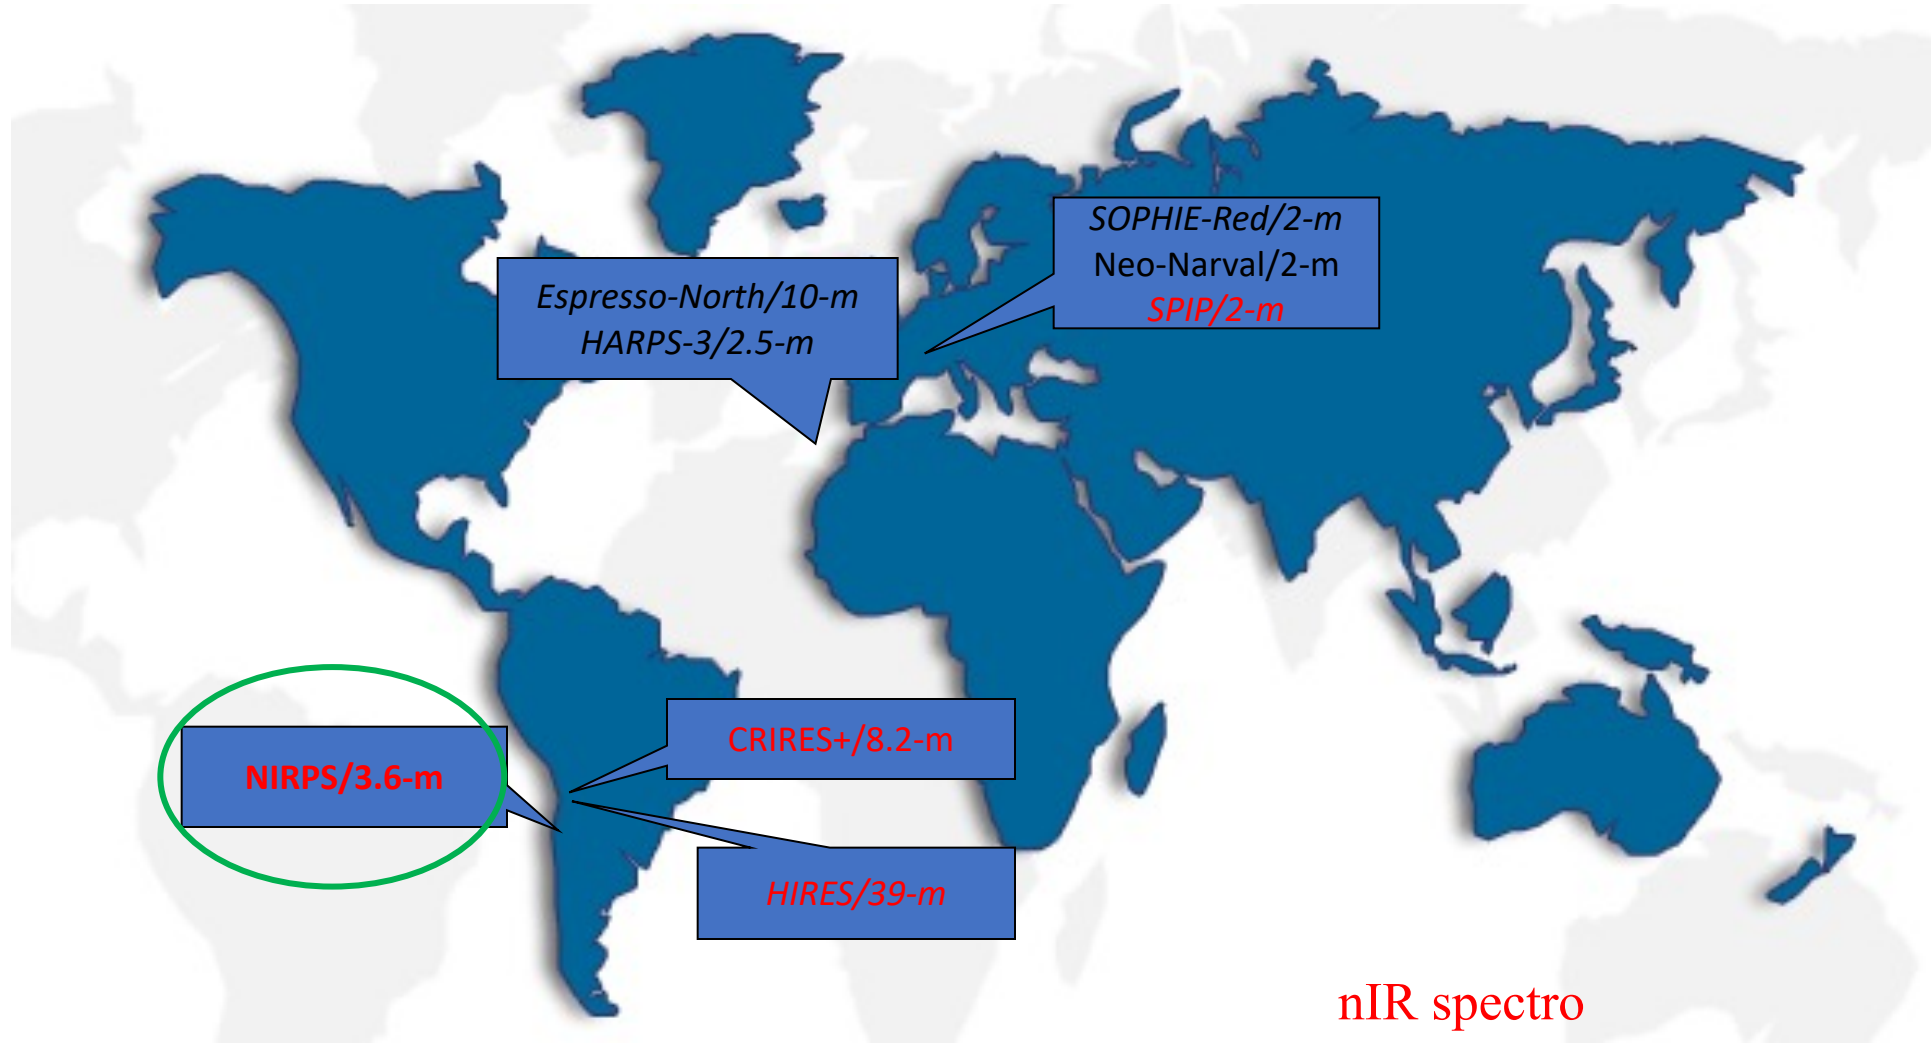 SOPHIE-Red/2-m
Neo-Narval/2-m
SPIP/2-m
Espresso-North/10-m
HARPS-3/2.5-m
CRIRES+/8.2-m
NIRPS/3.6-m
HIRES/39-m
nIR spectro